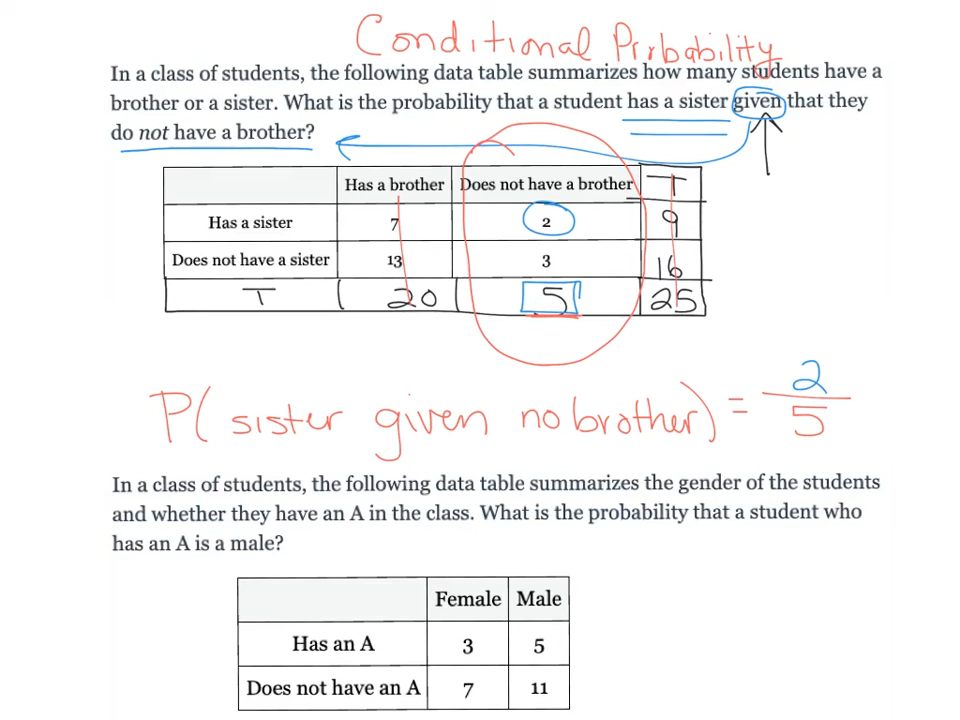 Conditional Probability
In a class of students, the following data table summarizes how many students have a
brother or a sister. What is the probability that a student has a sister given that they
do not have a brother?
Has a brother Does not have a brother T
Has a sister 7 2 9
Does not have a sister 13 3 16
T 20 5 25
P( sister given no brother) = 2/5
In a class of students, the following data table summarizes the gender of the students
and whether they have an A in the class. What is the probability that a student who
has an A is a male?
Female Male
Has an A 3 5
Does not have an A 7 11